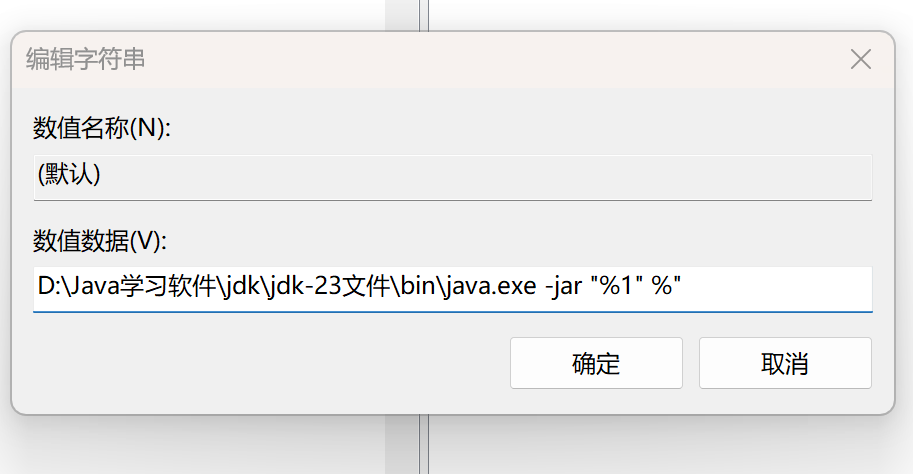 编辑字符串
数值名称(N):
(默认)
数值数据(V):
D:\Java学习软件\jdk\jdk-23文件\bin\java.exe -jar "%1" %"
确定
取消